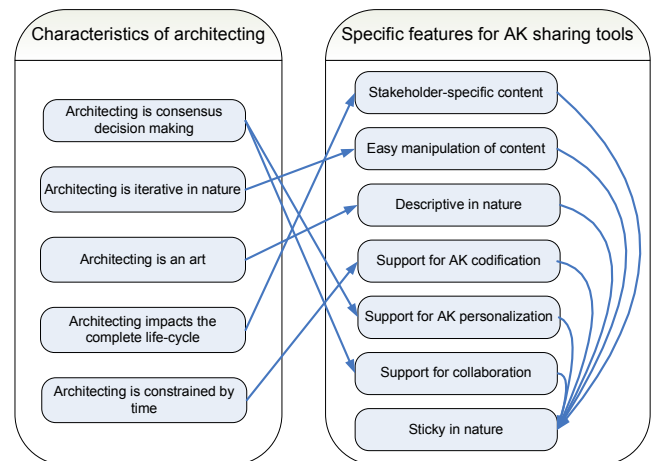 Characteristics of architecting
Architecting is consensus
decision making
Architecting is iterative in nature
Architecting is an art
Architecting impacts the
complete life-cycle
Architecting is constrained by
time
Specific features for AK sharing tools
Stakeholder-specific content
Easy manipulation of content
Descriptive in nature
Support for AK codification
Support for AK personalization
Support for collaboration
Sticky in nature